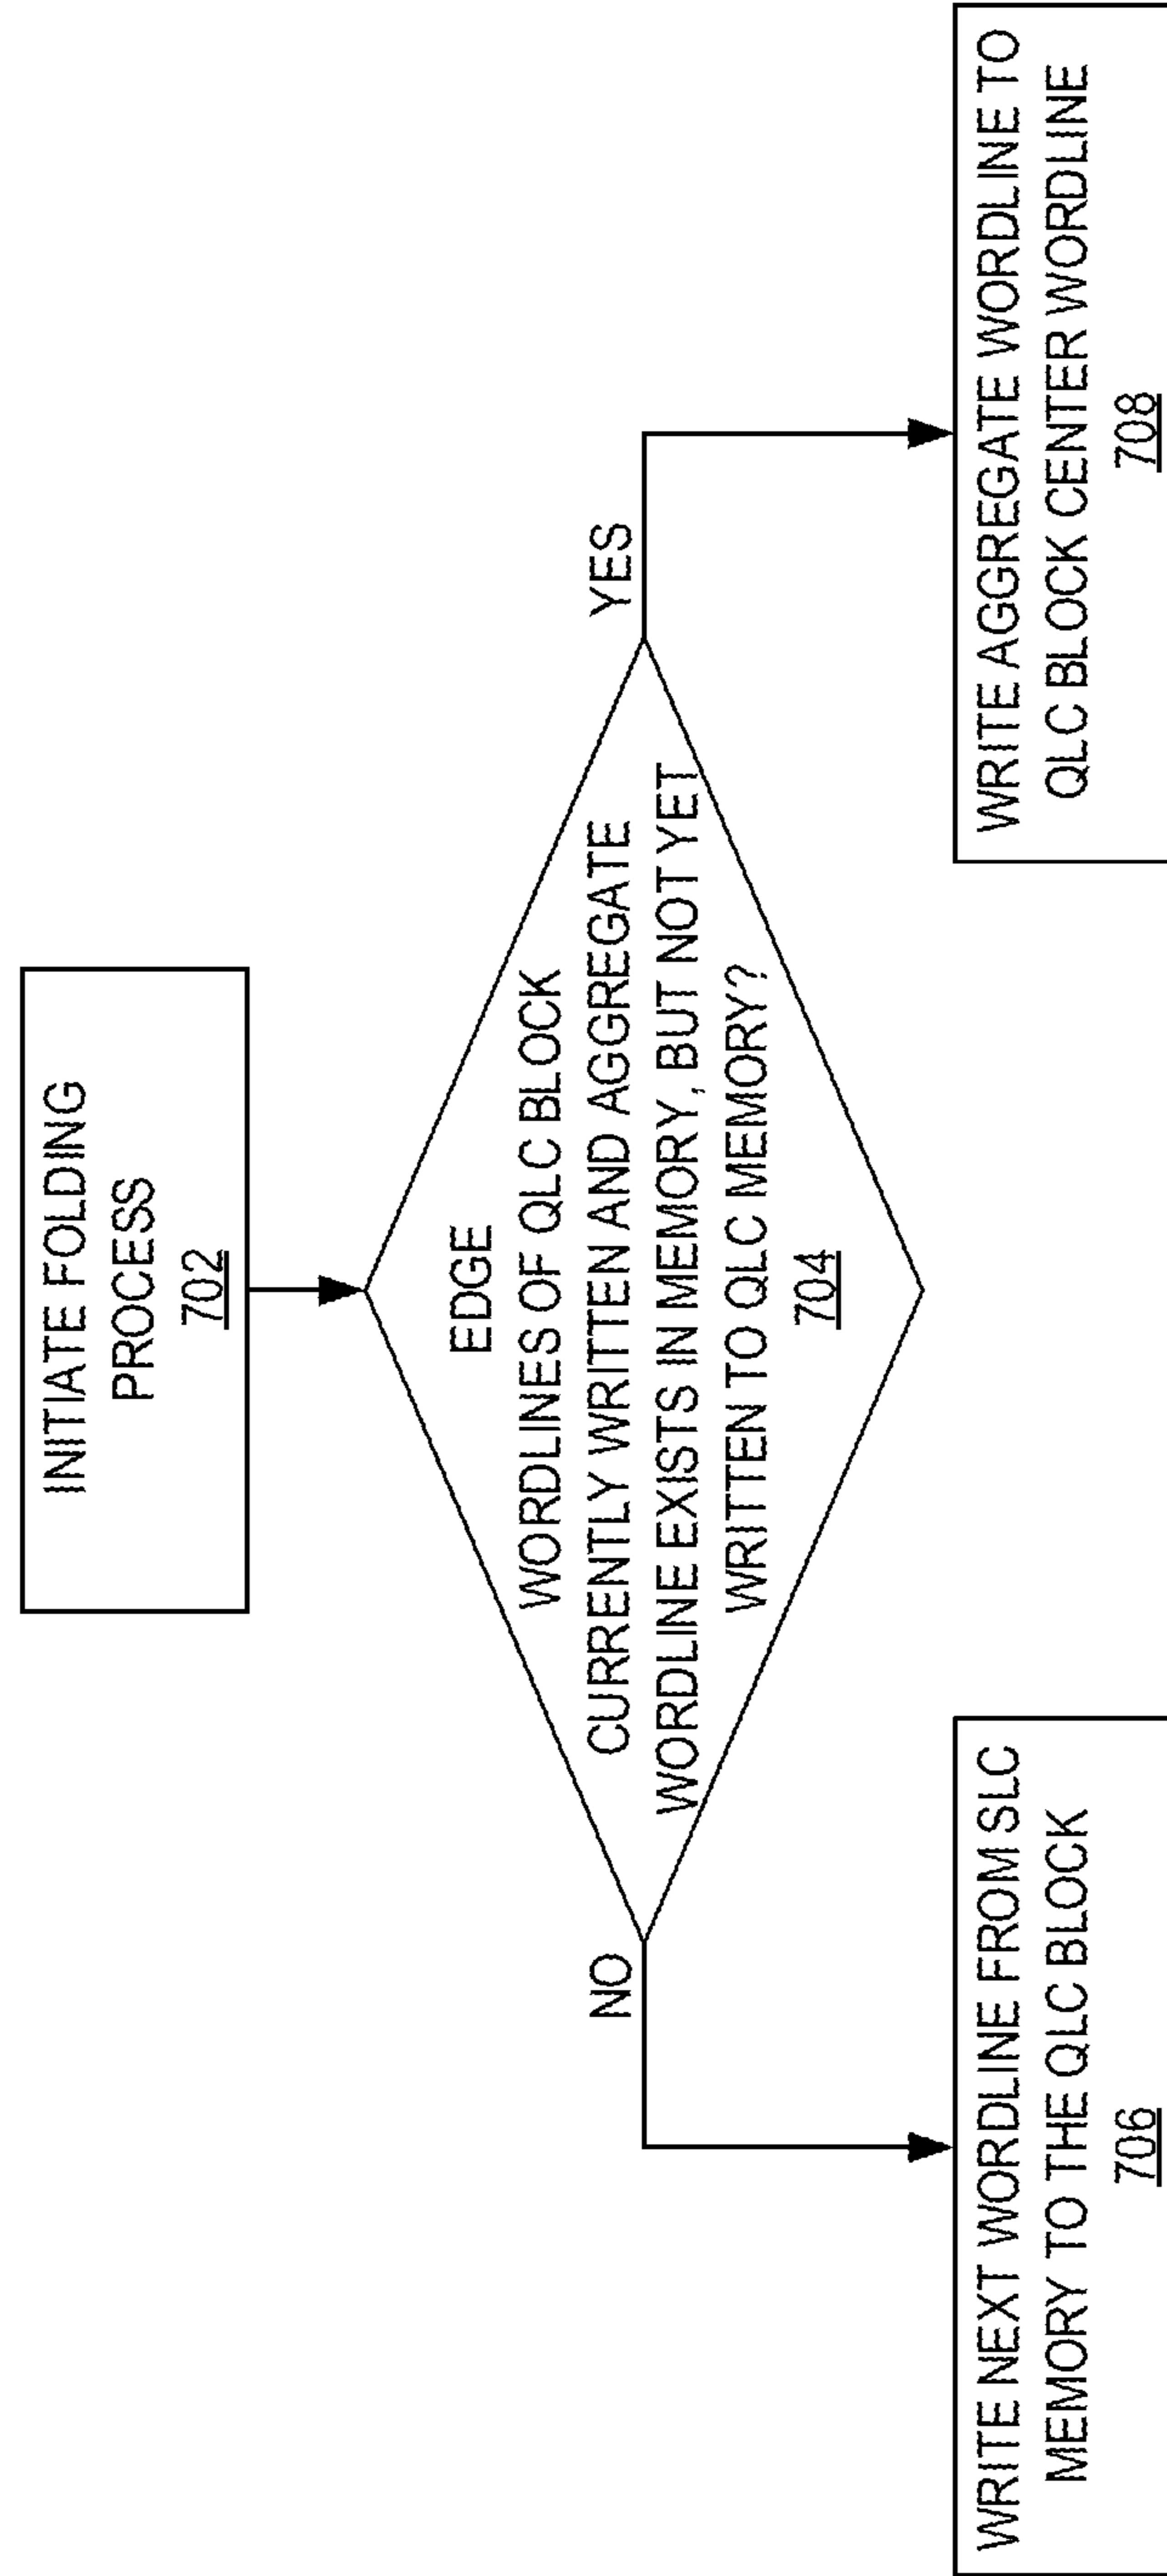 INITIATE FOLDING
PROCESS
702
EDGE
WORDLINES OF QLC BLOCK
CURRENTLY WRITTEN AND AGGREGATE
WORDLINE EXISTS IN MEMORY, BUT NOT YET
WRITTEN TO QLC MEMORY?
704
NO
YES
WRITE NEXT WORDLINE FROM SLC
MEMORY TO THE QLC BLOCK
706
WRITE AGGREGATE WORDLINE TO
QLC BLOCK CENTER WORDLINE
708